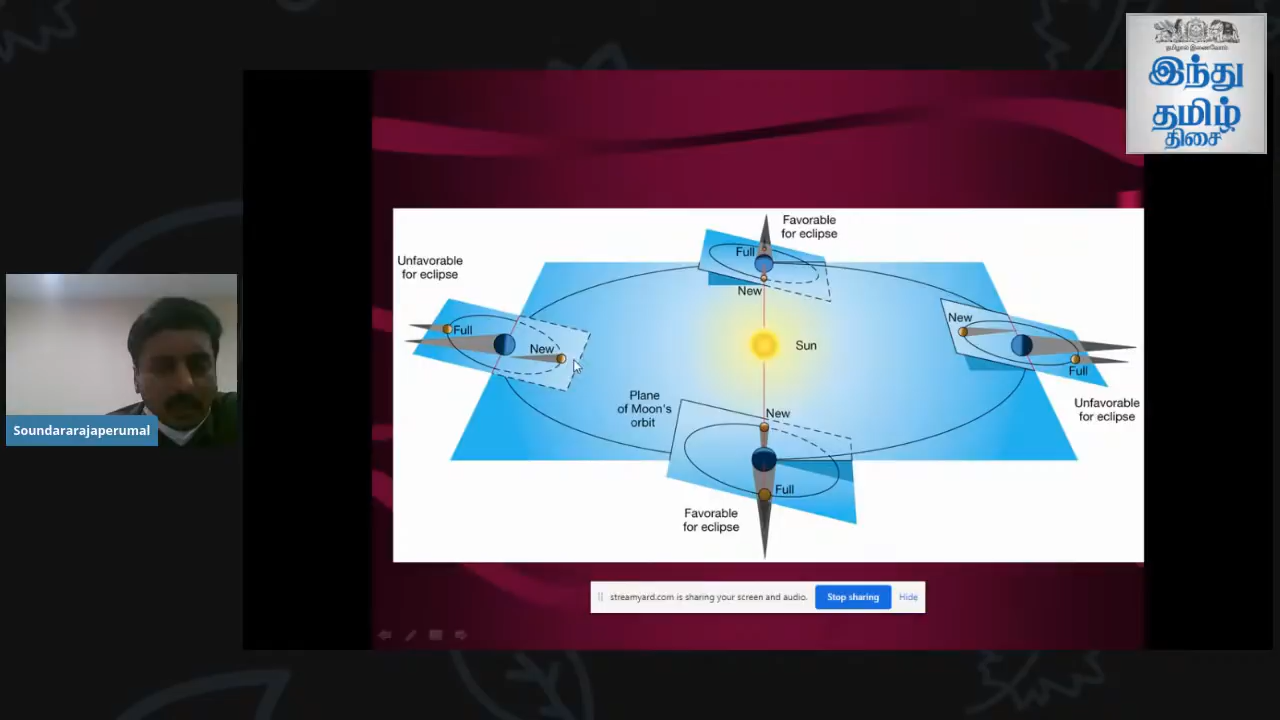 தமிழால் இணைவோம்
இந்து
தமிழ்
திசை
Favorable
for eclipse
Full
New
Unfavorable
for eclipse
Full
New
Sun
New
Full
Unfavorable
for eclipse
Plane
of Moon's
orbit
New
Full
Favorable
for eclipse
Soundararajaperumal
streamyard.com is sharing your screen and audio.
Stop sharing
Hide